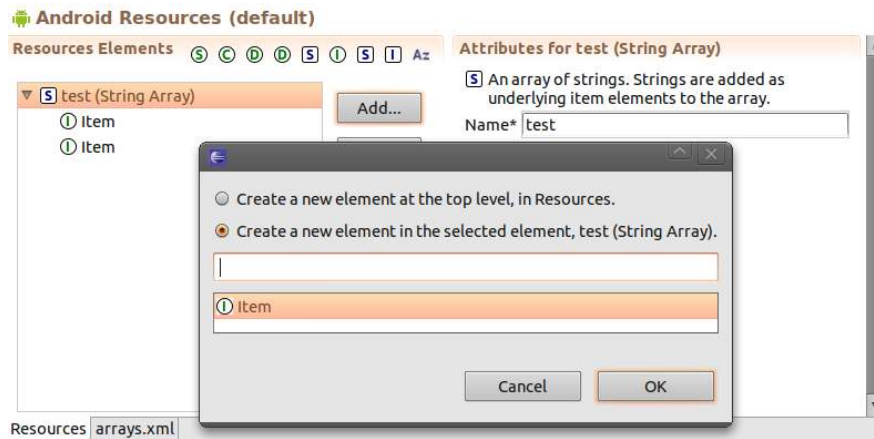 Android Resources (default)
Resources Elements S C D D S I S I Az
Attributes for test (String Array)
S test (String Array)
I Item
I Item
Add...
S An array of strings. Strings are added as
underlying item elements to the array.
Name* test
Create a new element at the top level, in Resources.
Create a new element in the selected element, test (String Array).
I Item
Cancel OK
Resources arrays.xml